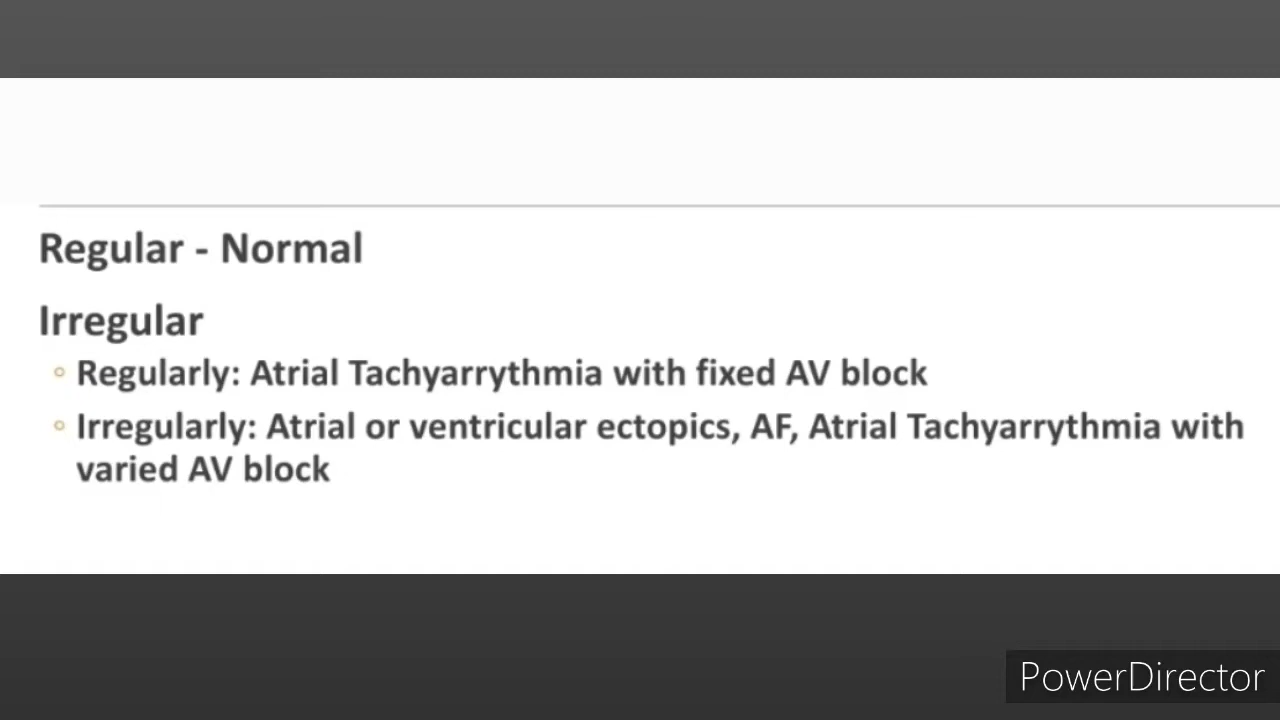 Regular - Normal
Irregular
◦ Regularly: Atrial Tachyarrythmia with fixed AV block
◦ Irregularly: Atrial or ventricular ectopics, AF, Atrial Tachyarrythmia with
varied AV block
PowerDirector